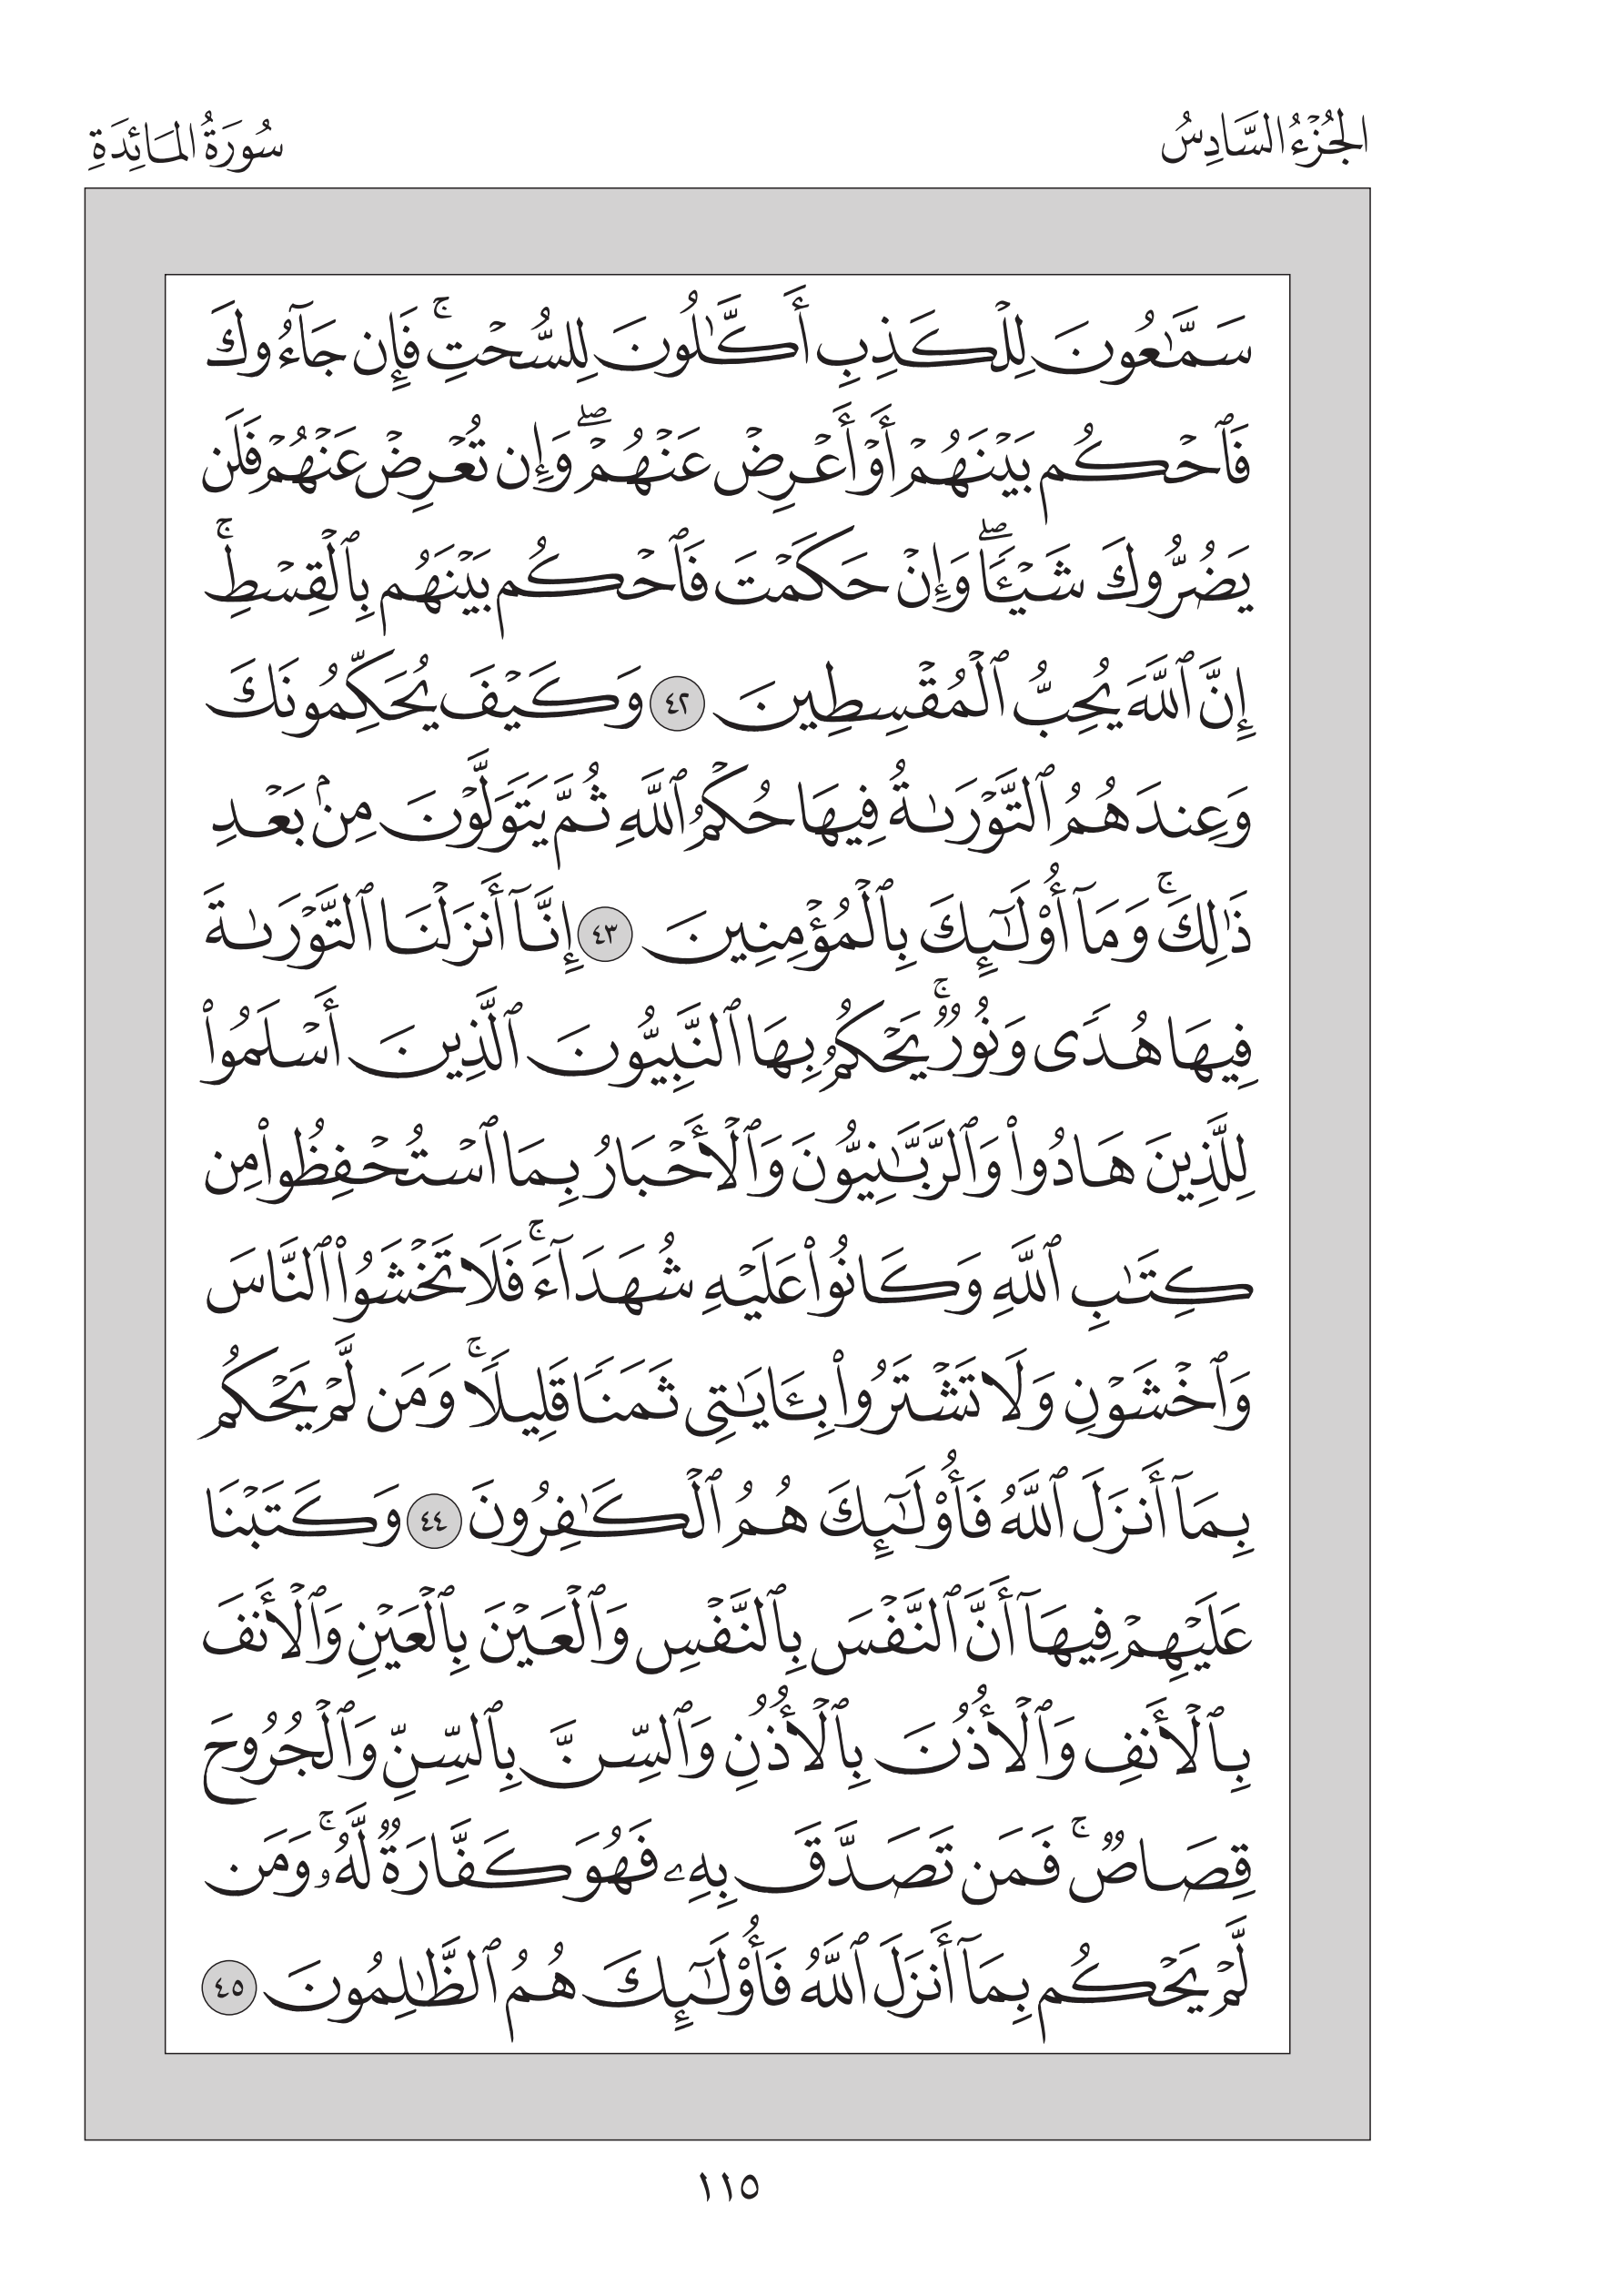 الجُزْءُ السَّادِسُ
سُورَةُ المَائِدَةِ
سَمَّٰعُونَ لِلۡكَذِبِ أَكَّٰلُونَ لِلسُّحۡتِۚ فَإِن جَآءُوكَ
فَٱحۡكُم بَيۡنَهُمۡ أَوۡ أَعۡرِضۡ عَنۡهُمۡۖ وَإِن تُعۡرِضۡ عَنۡهُمۡ فَلَن
يَضُرُّوكَ شَيۡـٔٗاۖ وَإِنۡ حَكَمۡتَ فَٱحۡكُم بَيۡنَهُم بِٱلۡقِسۡطِۚ
إِنَّ ٱللَّهَ يُحِبُّ ٱلۡمُقۡسِطِينَ ٤٢ وَكَيۡفَ يُحَكِّمُونَكَ
وَعِندَهُمُ ٱلتَّوۡرَىٰةُ فِيهَا حُكۡمُ ٱللَّهِ ثُمَّ يَتَوَلَّوۡنَ مِنۢ بَعۡدِ
ذَٰلِكَۚ وَمَآ أُوْلَٰٓئِكَ بِٱلۡمُؤۡمِنِينَ ٤٣ إِنَّآ أَنزَلۡنَا ٱلتَّوۡرَىٰةَ
فِيهَا هُدٗى وَنُورٞۚ يَحۡكُمُ بِهَا ٱلنَّبِيُّونَ ٱلَّذِينَ أَسۡلَمُواْ
لِلَّذِينَ هَادُواْ وَٱلرَّبَّٰنِيُّونَ وَٱلۡأَحۡبَارُ بِمَا ٱسۡتُحۡفِظُواْ مِن
كِتَٰبِ ٱللَّهِ وَكَانُواْ عَلَيۡهِ شُهَدَآءَۚ فَلَا تَخۡشَوُاْ ٱلنَّاسَ
وَٱخۡشَوۡنِ وَلَا تَشۡتَرُواْ بِـَٔايَٰتِي ثَمَنٗا قَلِيلٗاۚ وَمَن لَّمۡ يَحۡكُم
بِمَآ أَنزَلَ ٱللَّهُ فَأُوْلَٰٓئِكَ هُمُ ٱلۡكَٰفِرُونَ ٤٤ وَكَتَبۡنَا
عَلَيۡهِمۡ فِيهَآ أَنَّ ٱلنَّفۡسَ بِٱلنَّفۡسِ وَٱلۡعَيۡنَ بِٱلۡعَيۡنِ وَٱلۡأَنفَ
بِٱلۡأَنفِ وَٱلۡأُذُنَ بِٱلۡأُذُنِ وَٱلسِّنَّ بِٱلسِّنِّ وَٱلۡجُرُوحَ
قِصَاصٞۚ فَمَن تَصَدَّقَ بِهِۦ فَهُوَ كَفَّارَةٞ لَّهُۥۚ وَمَن
لَّمۡ يَحۡكُم بِمَآ أَنزَلَ ٱللَّهُ فَأُوْلَٰٓئِكَ هُمُ ٱلظَّٰلِمُونَ ٤٥
١١٥